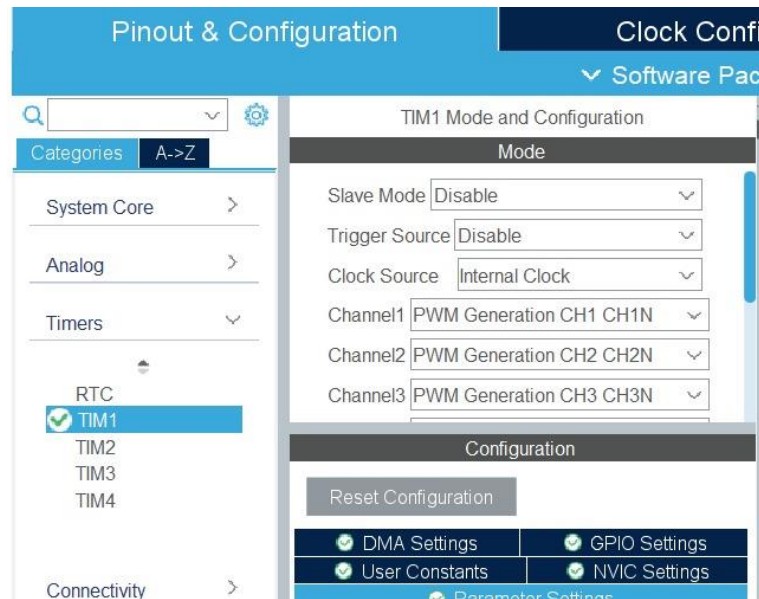 Pinout & Configuration
Clock Confi
Software Pac
Categories
A->Z
System Core
Analog
Timers
RTC
TIM1
TIM2
TIM3
TIM4
Connectivity
TIM1 Mode and Configuration
Mode
Slave Mode Disable
Trigger Source Disable
Clock Source Internal Clock
Channel1 PWM Generation CH1 CH1N
Channel2 PWM Generation CH2 CH2N
Channel3 PWM Generation CH3 CH3N
Configuration
Reset Configuration
DMA Settings
GPIO Settings
User Constants
NVIC Settings
Parameter Settings